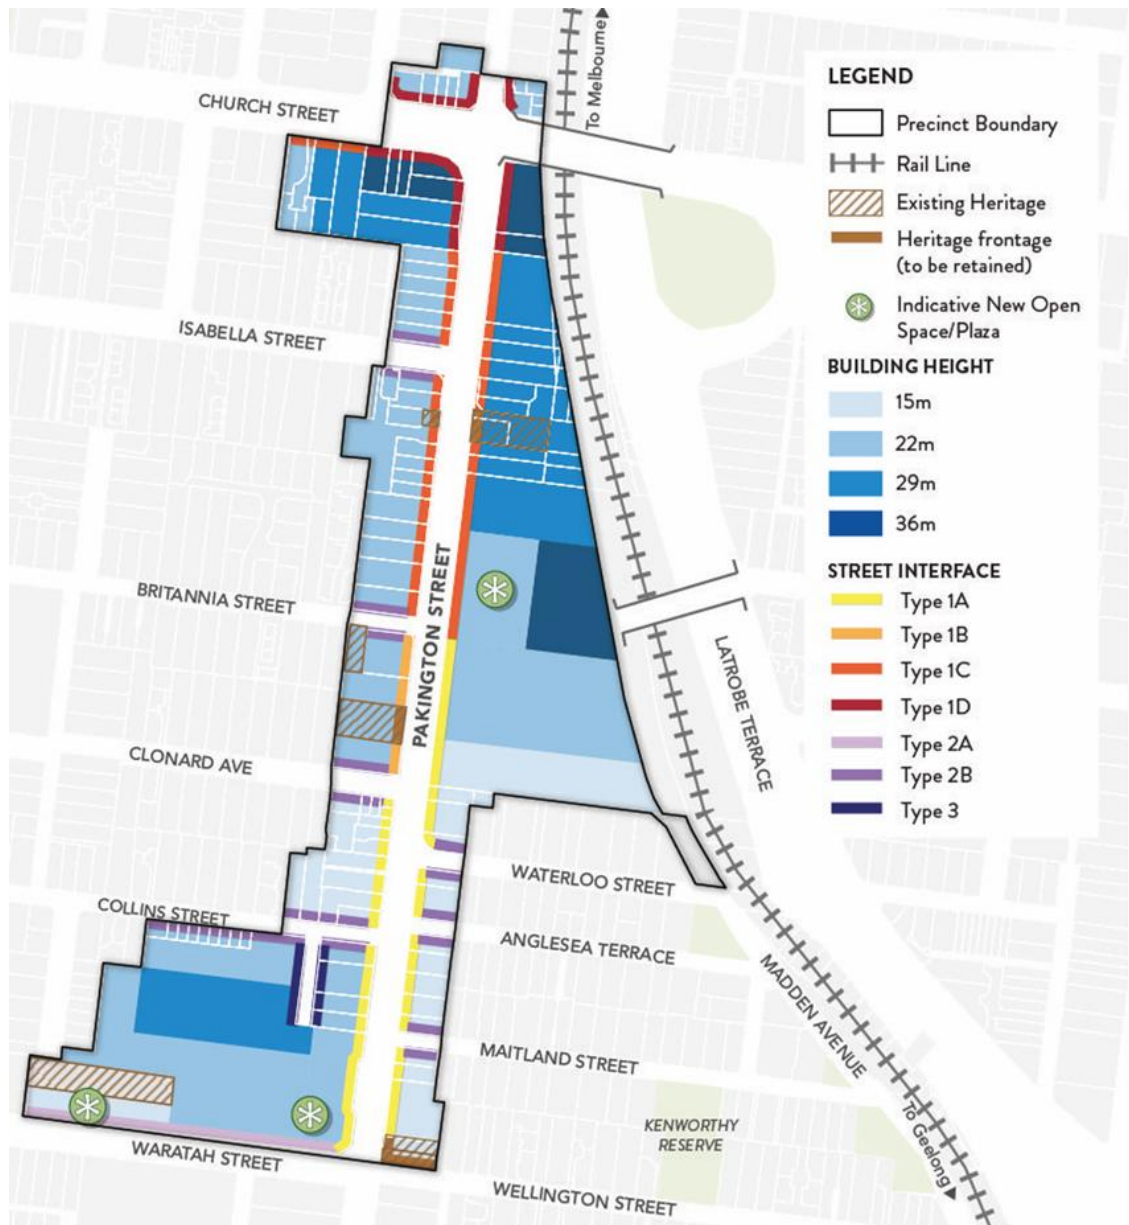 To Melbourne
CHURCH STREET
ISABELLA STREET
BRITANNIA STREET
PAKINGTON STREET
CLONARD AVE
LATROBE TERRACE
COLLINS STREET
WATERLOO STREET
ANGLESEA TERRACE
MADDEN AVENUE
MAITLAND STREET
KENWORTHY
RESERVE
To Geelong
WARATAH STREET
WELLINGTON STREET
LEGEND
Precinct Boundary
Rail Line
Existing Heritage
Heritage frontage
(to be retained)
Indicative New Open
Space/Plaza
BUILDING HEIGHT
15m
22m
29m
36m
STREET INTERFACE
Type 1A
Type 1B
Type 1C
Type 1D
Type 2A
Type 2B
Type 3